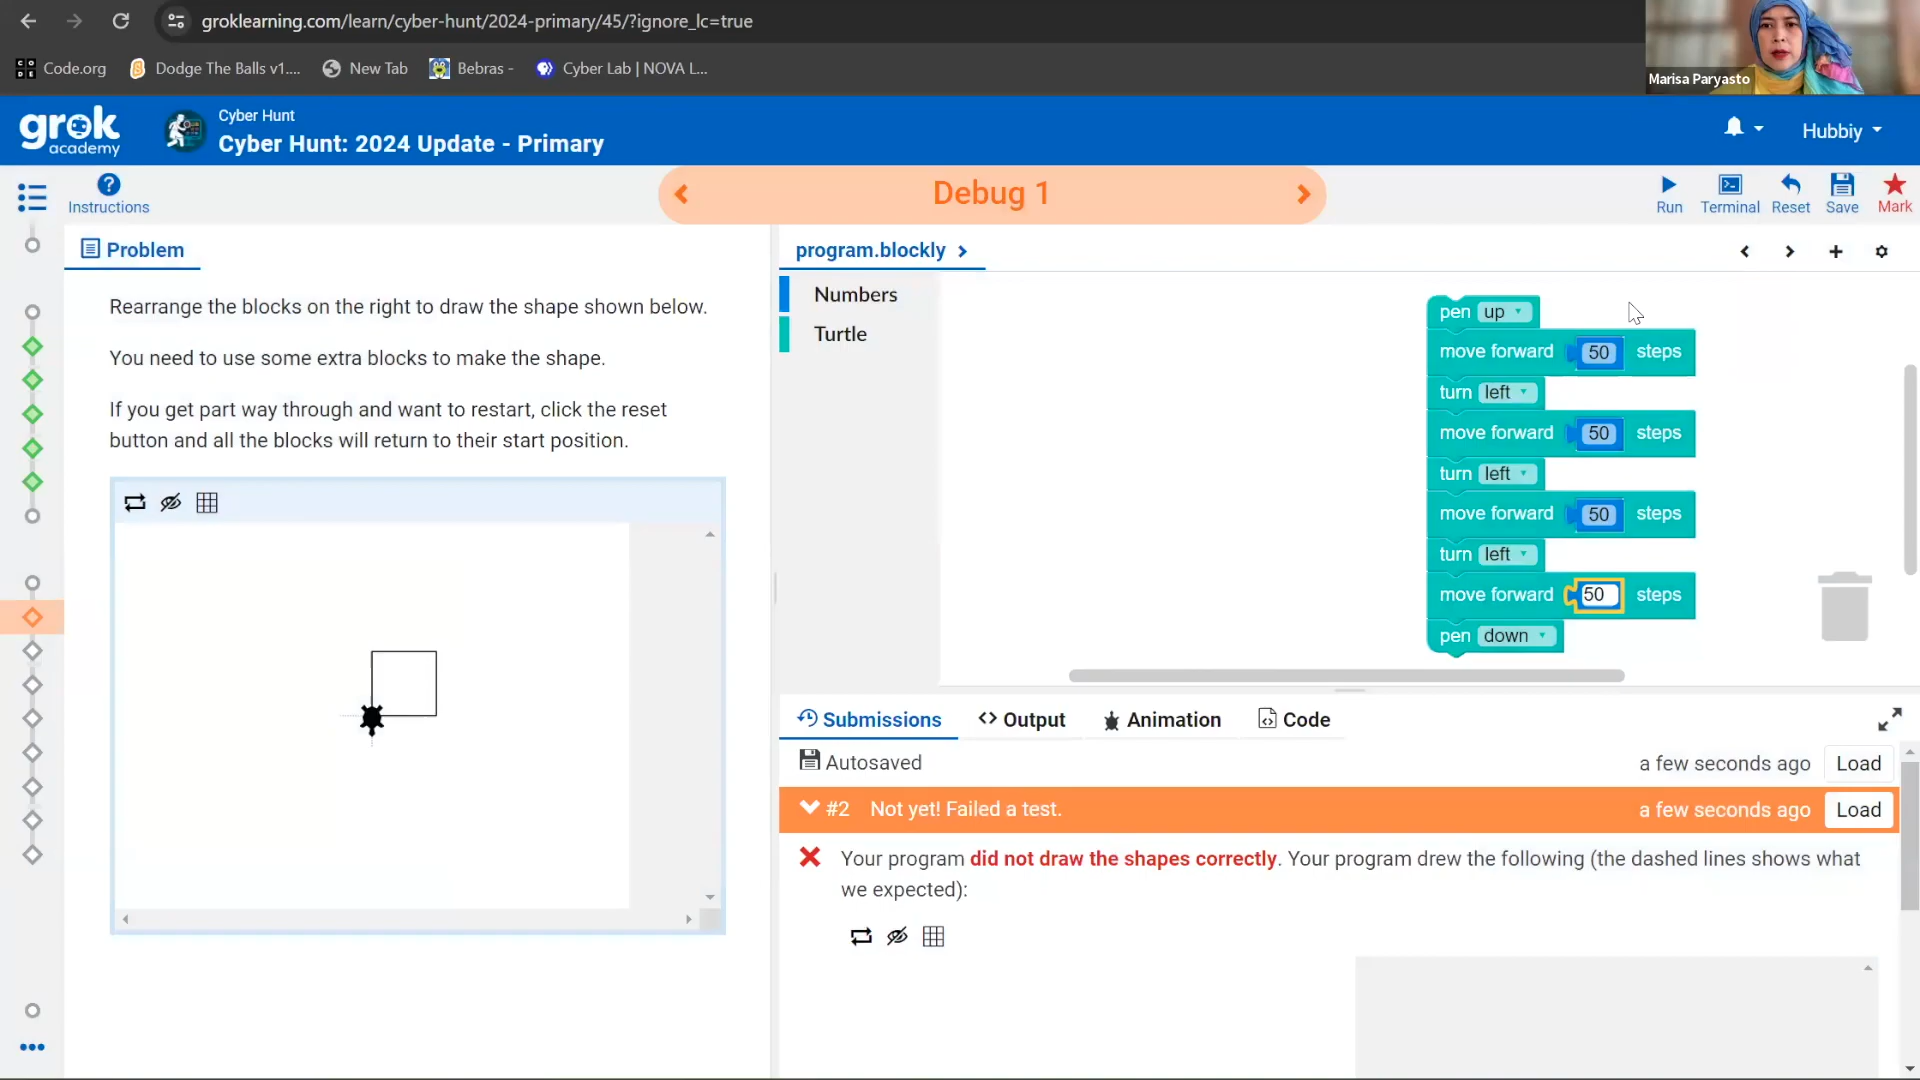 groklearning.com/learn/cyber-hunt/2024-primary/45/?ignore_lc=true
Code.org
Dodge The Balls v1....
New Tab
Bebras -
Cyber Lab | NOVA L...
Marisa Paryasto
grok
academy
Cyber Hunt
Cyber Hunt: 2024 Update - Primary
Hubbiy
Instructions
Debug 1
Run
Terminal
Reset
Save
Mark
Problem
Rearrange the blocks on the right to draw the shape shown below.
You need to use some extra blocks to make the shape.
If you get part way through and want to restart, click the reset
button and all the blocks will return to their start position.
program.blockly
Numbers
Turtle
pen up
move forward 50 steps
turn left
move forward 50 steps
turn left
move forward 50 steps
turn left
move forward 50 steps
pen down
Submissions
Output
Animation
Code
Autosaved
a few seconds ago
Load
#2 Not yet! Failed a test.
a few seconds ago
Load
Your program did not draw the shapes correctly. Your program drew the following (the dashed lines shows what
we expected):